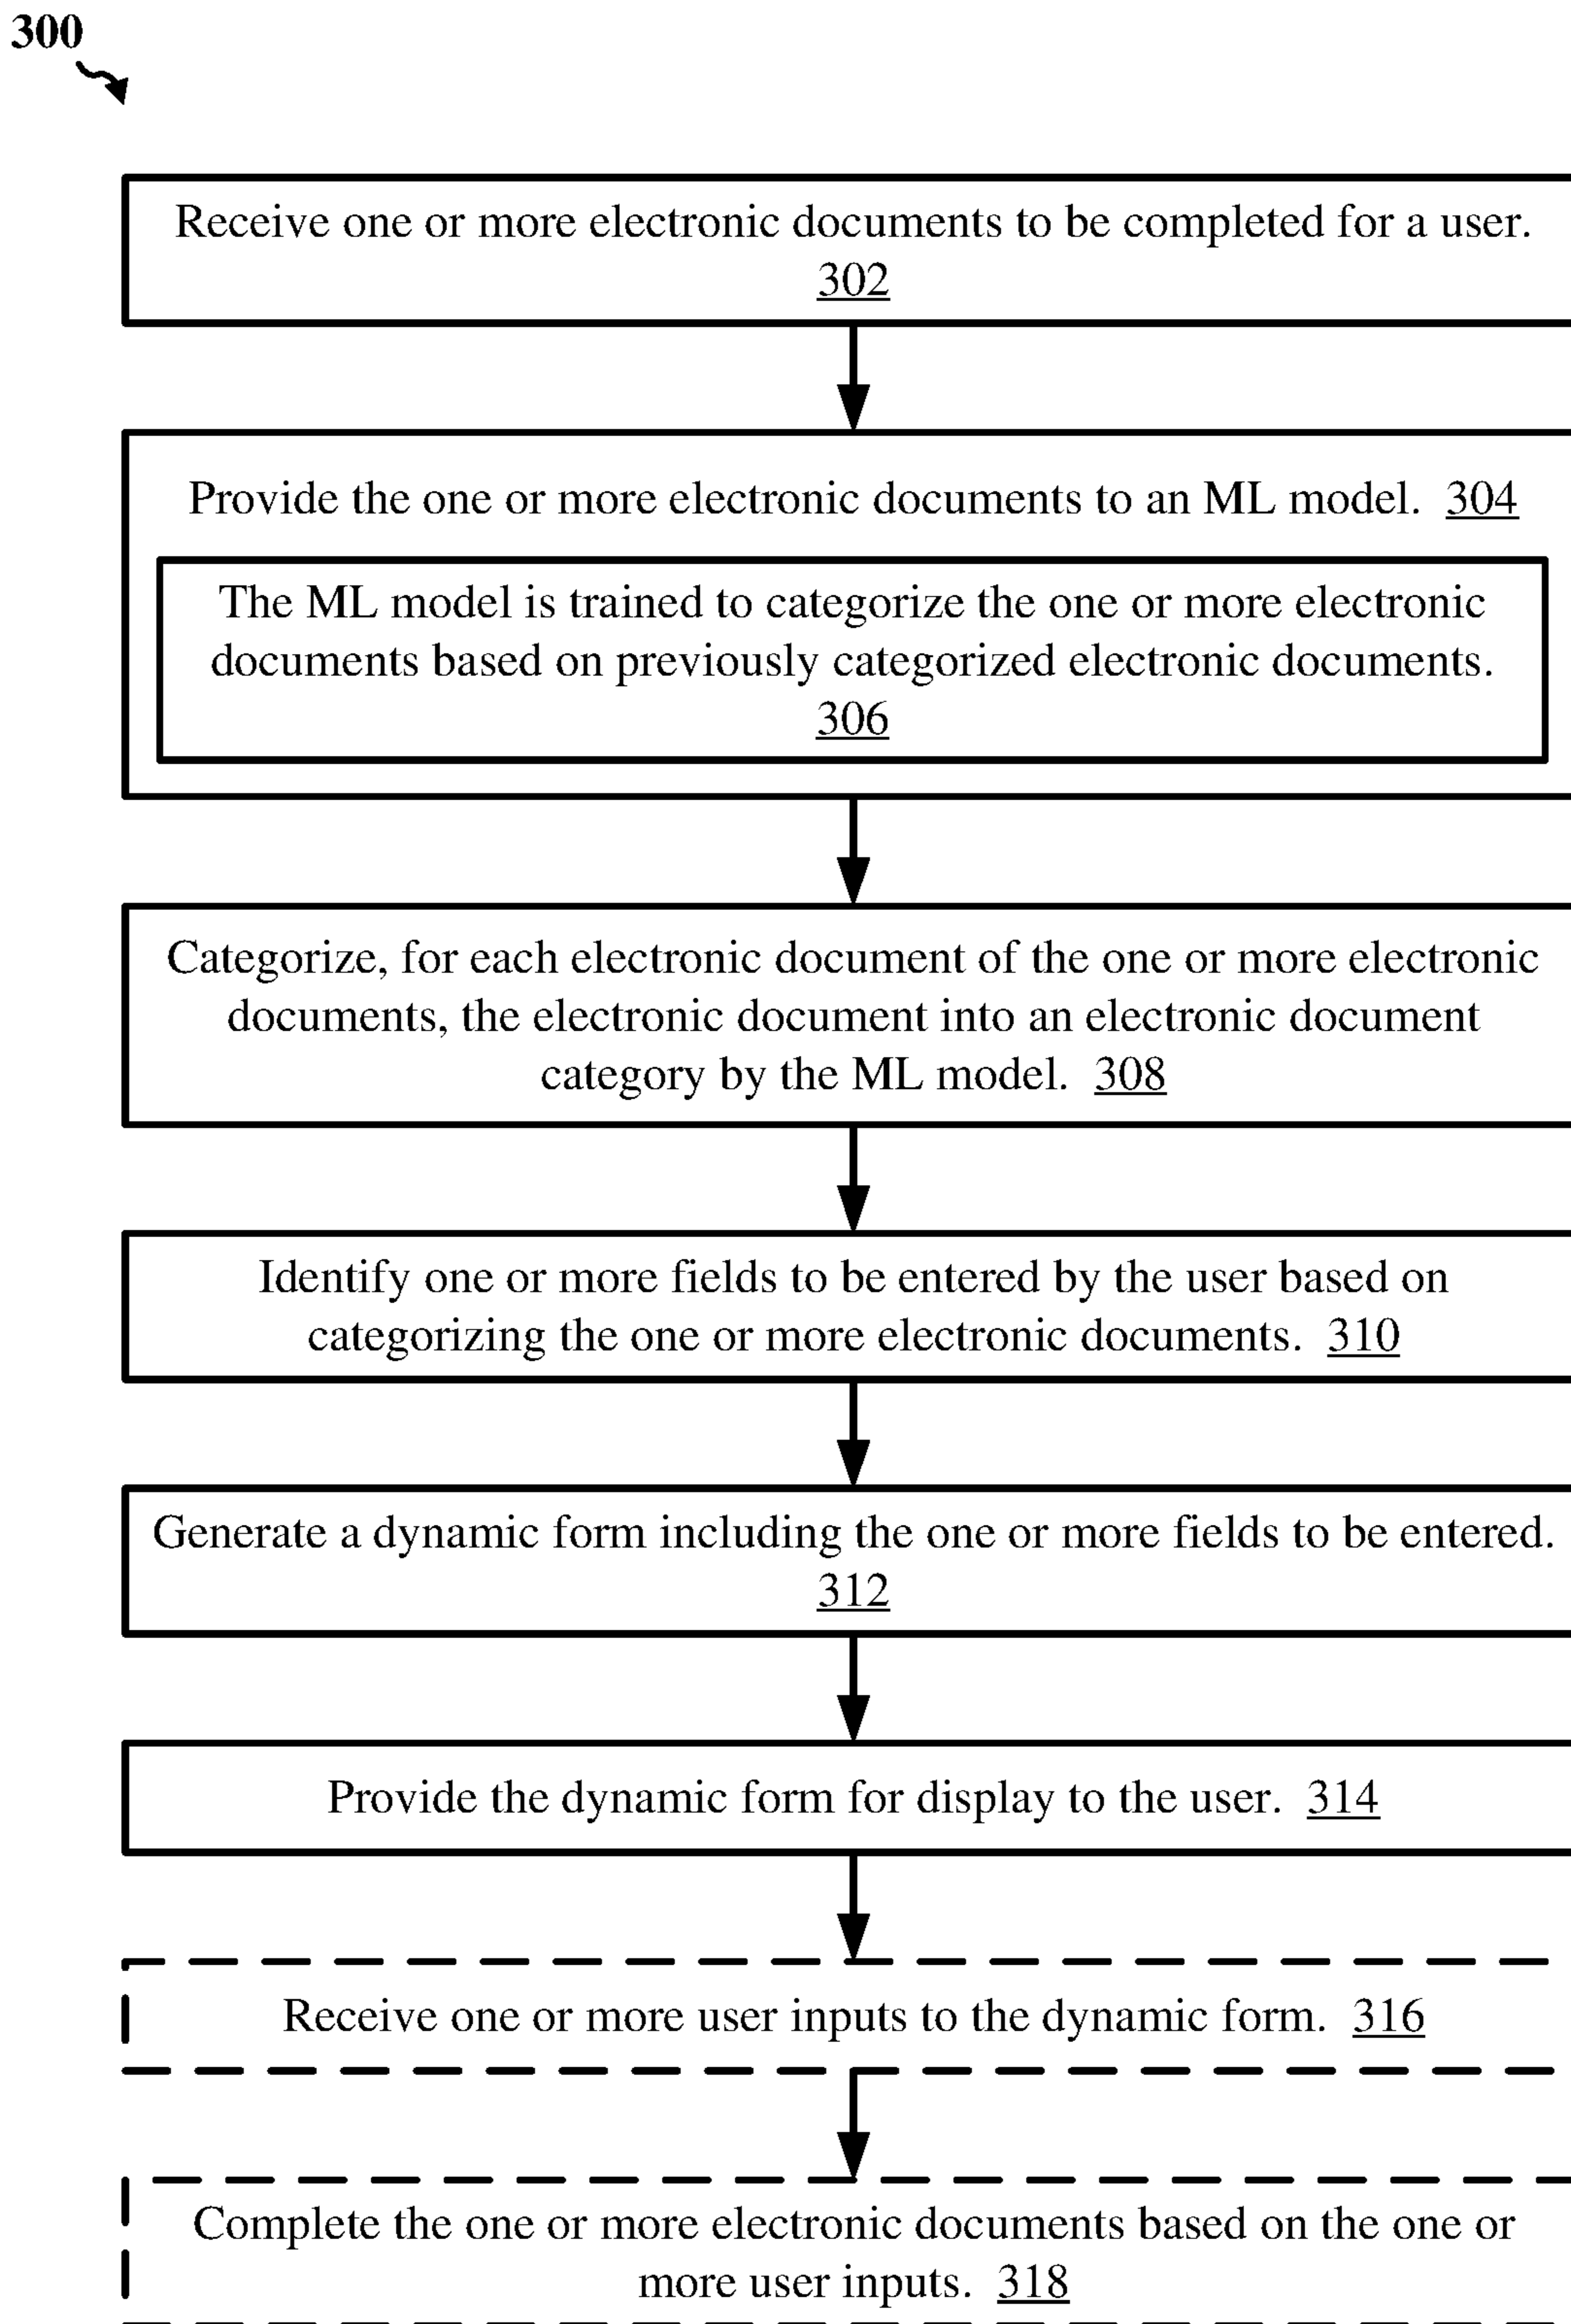 300
Receive one or more electronic documents to be completed for a user.
302
Provide the one or more electronic documents to an ML model. 304
The ML model is trained to categorize the one or more electronic
documents based on previously categorized electronic documents.
306
Categorize, for each electronic document of the one or more electronic
documents, the electronic document into an electronic document
category by the ML model. 308
Identify one or more fields to be entered by the user based on
categorizing the one or more electronic documents. 310
Generate a dynamic form including the one or more fields to be entered.
312
Provide the dynamic form for display to the user. 314
Receive one or more user inputs to the dynamic form. 316
Complete the one or more electronic documents based on the one or
more user inputs. 318